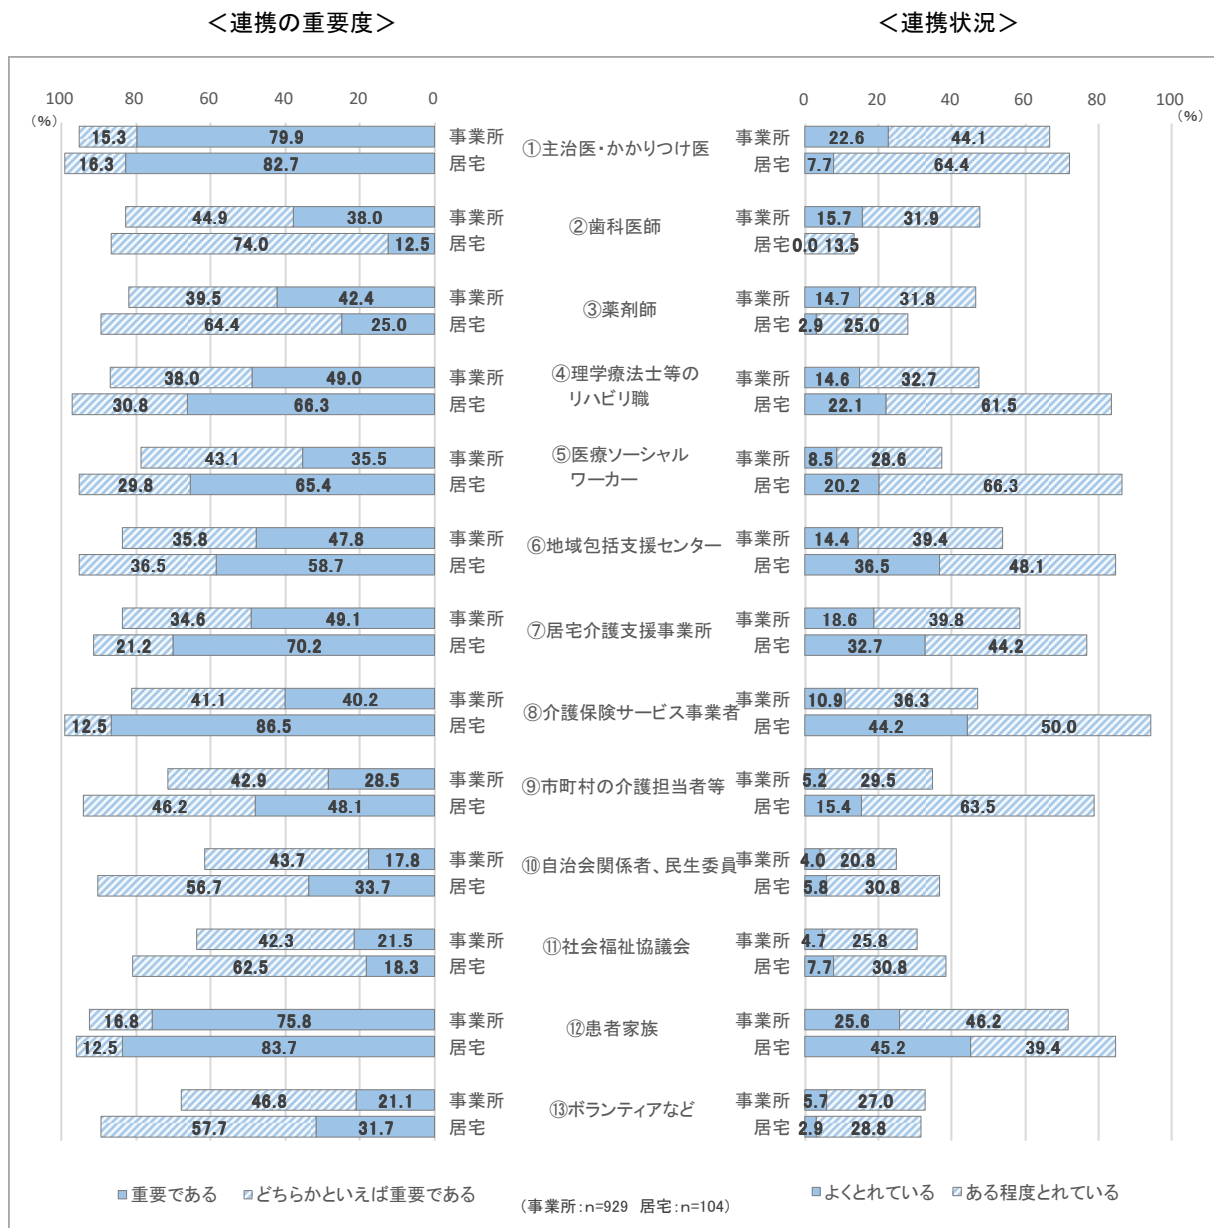 ＜連携の重要度＞
＜連携状況＞
100 80 60 40 20 0
(%)
0 20 40 60 80 100
(%)
15.3 79.9 事業所 ①主治医・かかりつけ医 事業所 22.6 44.1
16.3 82.7 居宅 居宅 7.7 64.4
44.9 38.0 事業所 ②歯科医師 事業所 15.7 31.9
74.0 12.5 居宅 居宅 0.0 13.5
39.5 42.4 事業所 ③薬剤師 事業所 14.7 31.8
64.4 25.0 居宅 居宅 2.9 25.0
38.0 49.0 事業所 ④理学療法士等の 事業所 14.6 32.7
30.8 66.3 居宅 リハビリ職 居宅 22.1 61.5
43.1 35.5 事業所 ⑤医療ソーシャル 事業所 8.5 28.6
29.8 65.4 居宅 ワーカー 居宅 20.2 66.3
35.8 47.8 事業所 ⑥地域包括支援センター 事業所 14.4 39.4
36.5 58.7 居宅 居宅 36.5 48.1
34.6 49.1 事業所 ⑦居宅介護支援事業所 事業所 18.6 39.8
21.2 70.2 居宅 居宅 32.7 44.2
41.1 40.2 事業所 ⑧介護保険サービス事業者 事業所 10.9 36.3
12.5 86.5 居宅 居宅 44.2 50.0
42.9 28.5 事業所 ⑨市町村の介護担当者等 事業所 5.2 29.5
46.2 48.1 居宅 居宅 15.4 63.5
43.7 17.8 事業所 ⑩自治会関係者、民生委員 事業所 4.0 20.8
56.7 33.7 居宅 居宅 5.8 30.8
42.3 21.5 事業所 ⑪社会福祉協議会 事業所 4.7 25.8
62.5 18.3 居宅 居宅 7.7 30.8
16.8 75.8 事業所 ⑫患者家族 事業所 25.6 46.2
12.5 83.7 居宅 居宅 45.2 39.4
46.8 21.1 事業所 ⑬ボランティアなど 事業所 5.7 27.0
57.7 31.7 居宅 居宅 2.9 28.8
重要である どちらかといえば重要である
(事業所:n=929 居宅:n=104)
よくとれている ある程度とれている